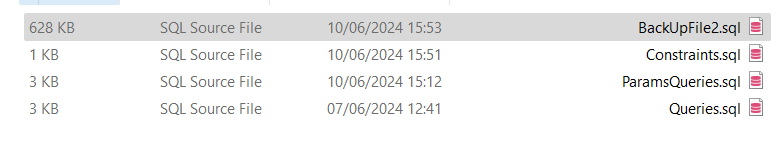 628 KB SQL Source File 10/06/2024 15:53 BackUpFile2.sql
1 KB SQL Source File 10/06/2024 15:51 Constraints.sql
3 KB SQL Source File 10/06/2024 15:12 ParamsQueries.sql
3 KB SQL Source File 07/06/2024 12:41 Queries.sql